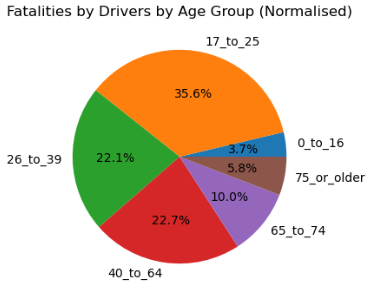 Fatalities by Drivers by Age Group (Normalised)
17_to_25
35.6%
0_to_16
3.7%
26_to_39
22.1%
5.8%
75_or_older
10.0%
22.7%
65_to_74
40_to_64